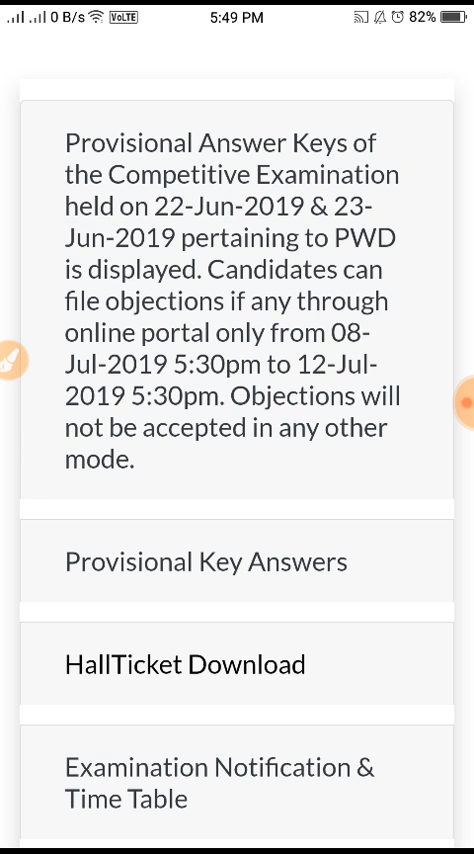 0 B/s VoLTE 5:49 PM 82%
Provisional Answer Keys of
the Competitive Examination
held on 22-Jun-2019 & 23-
Jun-2019 pertaining to PWD
is displayed. Candidates can
file objections if any through
online portal only from 08-
Jul-2019 5:30pm to 12-Jul-
2019 5:30pm. Objections will
not be accepted in any other
mode.
Provisional Key Answers
HallTicket Download
Examination Notification &
Time Table